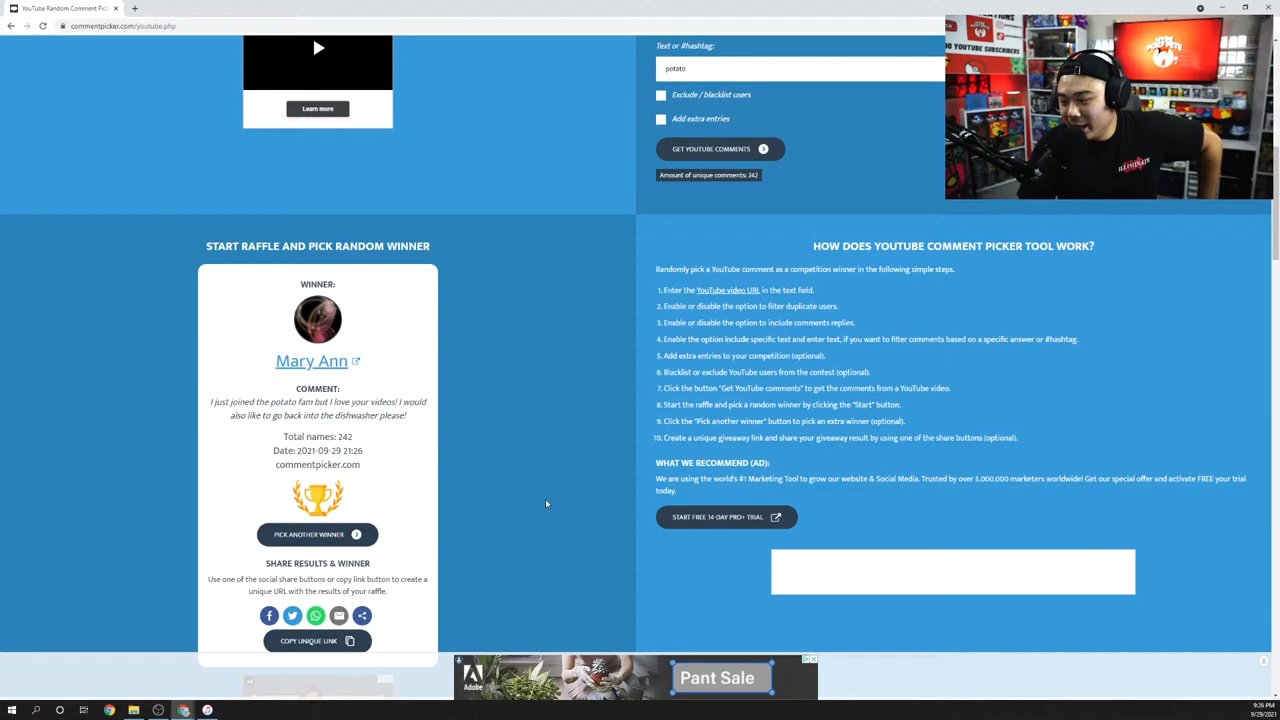 YouTube Random Comment Pick
commentpicker.com/youtube.php
Learn more
Text or #hashtag:
potato
Exclude / blacklist users
Add extra entries
GET YOUTUBE COMMENTS
Amount of unique comments: 242
DO YOUTUBE SUBSCRIBERS
ILLUMINATE
START RAFFLE AND PICK RANDOM WINNER
WINNER:
Mary Ann
COMMENT:
I just joined the potato fam but I love your videos! I would
also like to go back into the dishwasher please!
Total names: 242
Date: 2021-09-29 21:26
commentpicker.com
PICK ANOTHER WINNER
SHARE RESULTS & WINNER
Use one of the social share buttons or copy link button to create a
unique URL with the results of your raffle.
COPY UNIQUE LINK
HOW DOES YOUTUBE COMMENT PICKER TOOL WORK?
Randomly pick a YouTube comment as a competition winner in the following simple steps.
1. Enter the YouTube video URL in the text field.
2. Enable or disable the option to filter duplicate users.
3. Enable or disable the option to include comments replies.
4. Enable the option include specific text and enter text, if you want to filter comments based on a specific answer or #hashtag.
5. Add extra entries to your competition (optional).
6. Blacklist or exclude YouTube users from the contest (optional).
7. Click the button "Get YouTube comments" to get the comments from a YouTube video.
8. Start the raffle and pick a random winner by clicking the "Start" button.
9. Click the "Pick another winner" button to pick an extra winner (optional).
10. Create a unique giveaway link and share your giveaway result by using one of the share buttons (optional).
WHAT WE RECOMMEND (AD):
We are using the world's #1 Marketing Tool to grow our website & Social Media. Trusted by over 5.000.000 marketers worldwide! Get our special offer and activate FREE your trial
today.
START FREE 14-DAY PRO+ TRIAL
Adobe
Pant Sale
9:26 PM
9/29/2021